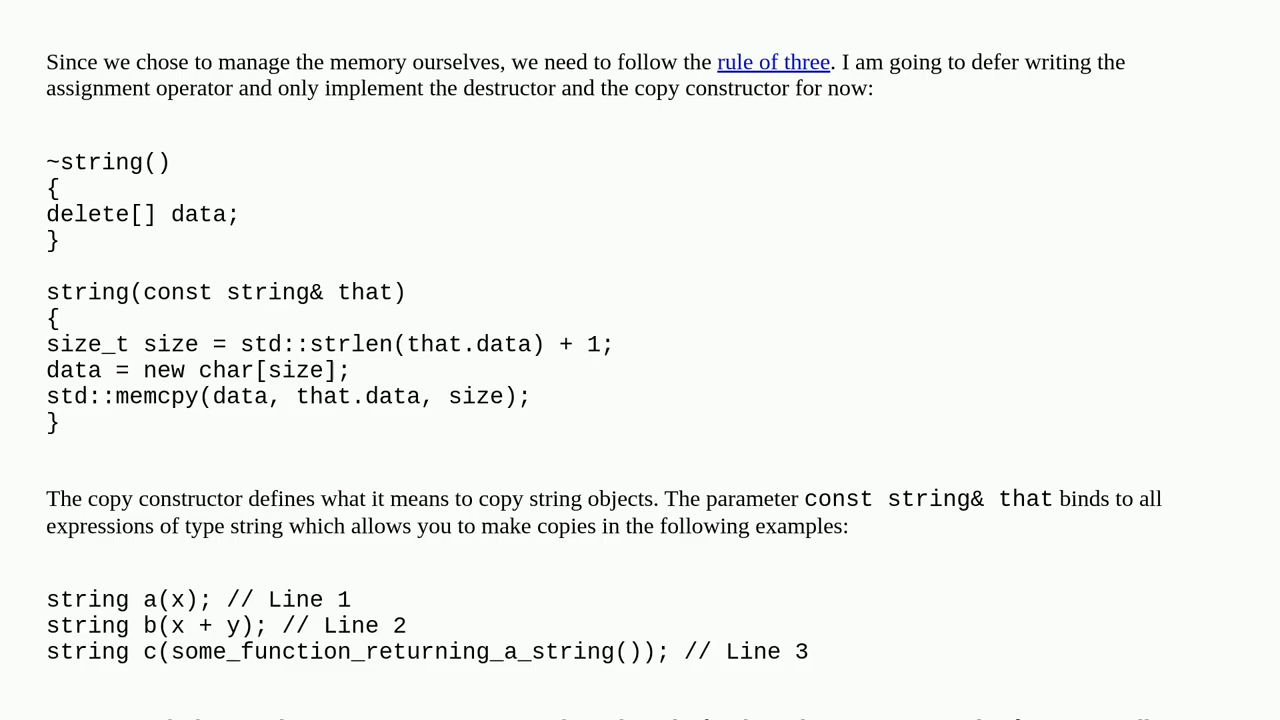 Since we chose to manage the memory ourselves, we need to follow the rule of three. I am going to defer writing the
assignment operator and only implement the destructor and the copy constructor for now:
~string()
{
delete[] data;
}
string(const string& that)
{
size_t size = std::strlen(that.data) + 1;
data = new char[size];
std::memcpy(data, that.data, size);
}
The copy constructor defines what it means to copy string objects. The parameter const string& that binds to all
expressions of type string which allows you to make copies in the following examples:
string a(x); // Line 1
string b(x + y); // Line 2
string c(some_function_returning_a_string()); // Line 3